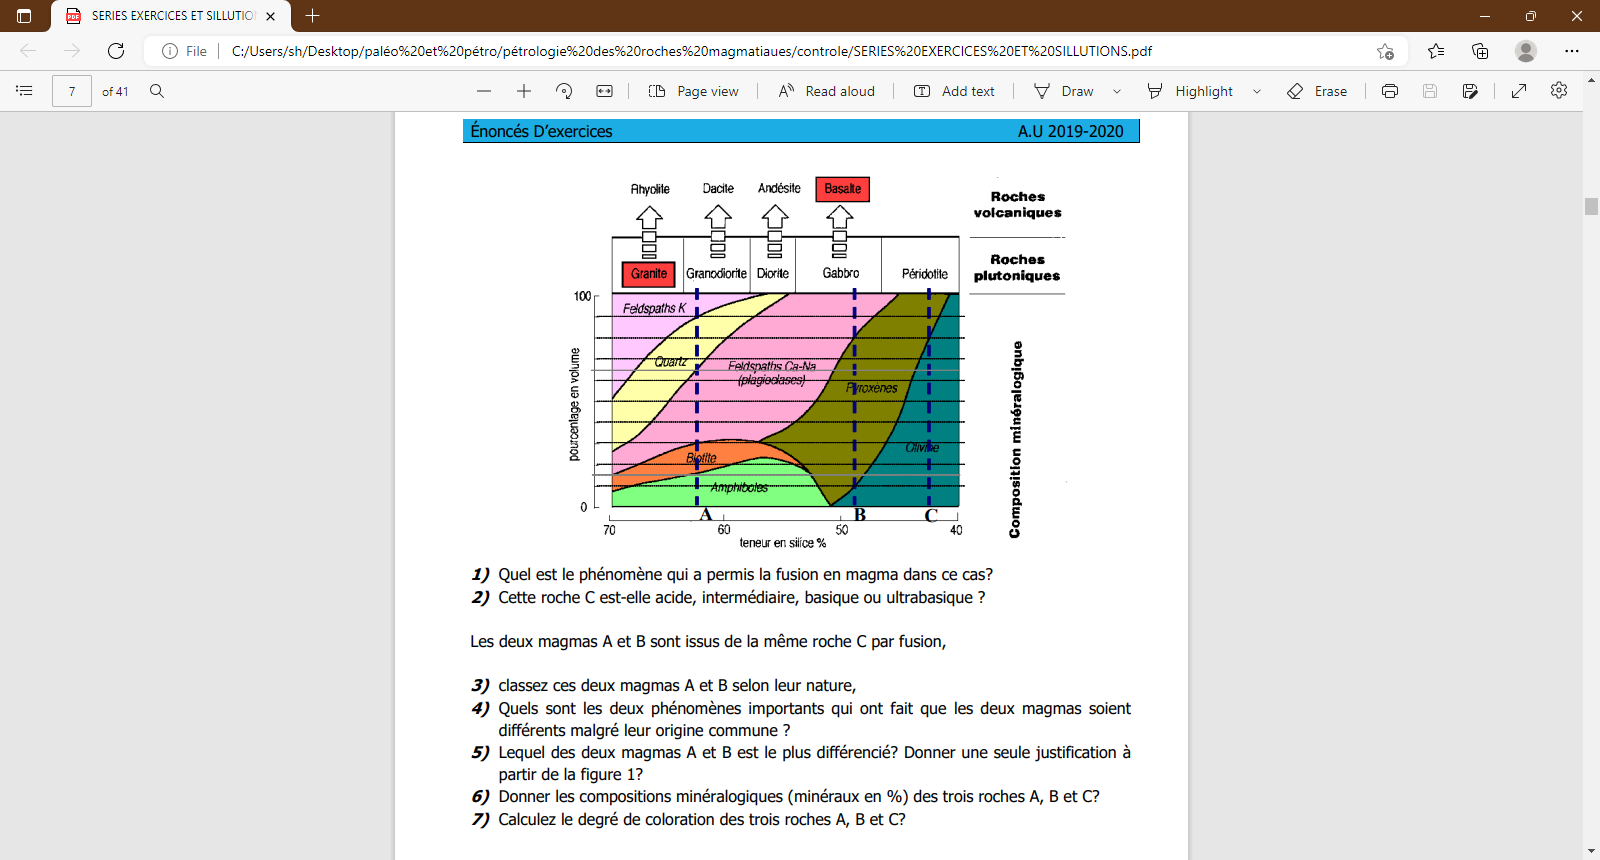 SERIES EXERCICES ET SILLUTIO
File
C:/Users/sh/Desktop/paléo%20et%20pétro/pétrologie%20des%20roches%20magmatiaues/controle/SERIES%20EXERCICES%20ET%20SILLUTIONS.pdf
7 of 41
Page view
Read aloud
Add text
Draw
Highlight
Erase
Énoncés D’exercices A.U 2019-2020
Rhyolite Dacite Andésite Basalte
Roches
volcaniques
Granite Granodiorite Diorite Gabbro Péridotite
Roches
plutoniques
100
Feldspaths K
Quartz
Feldspaths Ca-Na
(plagioclases)
Pyroxènes
Olivine
Biotite
Amphiboles
0
pourcentage en volume
Composition minéralogique
A B C
70 60 50 40
teneur en silice %
1) Quel est le phénomène qui a permis la fusion en magma dans ce cas?
2) Cette roche C est-elle acide, intermédiaire, basique ou ultrabasique ?
Les deux magmas A et B sont issus de la même roche C par fusion,
3) classez ces deux magmas A et B selon leur nature,
4) Quels sont les deux phénomènes importants qui ont fait que les deux magmas soient
différents malgré leur origine commune ?
5) Lequel des deux magmas A et B est le plus différencié? Donner une seule justification à
partir de la figure 1?
6) Donner les compositions minéralogiques (minéraux en %) des trois roches A, B et C?
7) Calculez le degré de coloration des trois roches A, B et C?